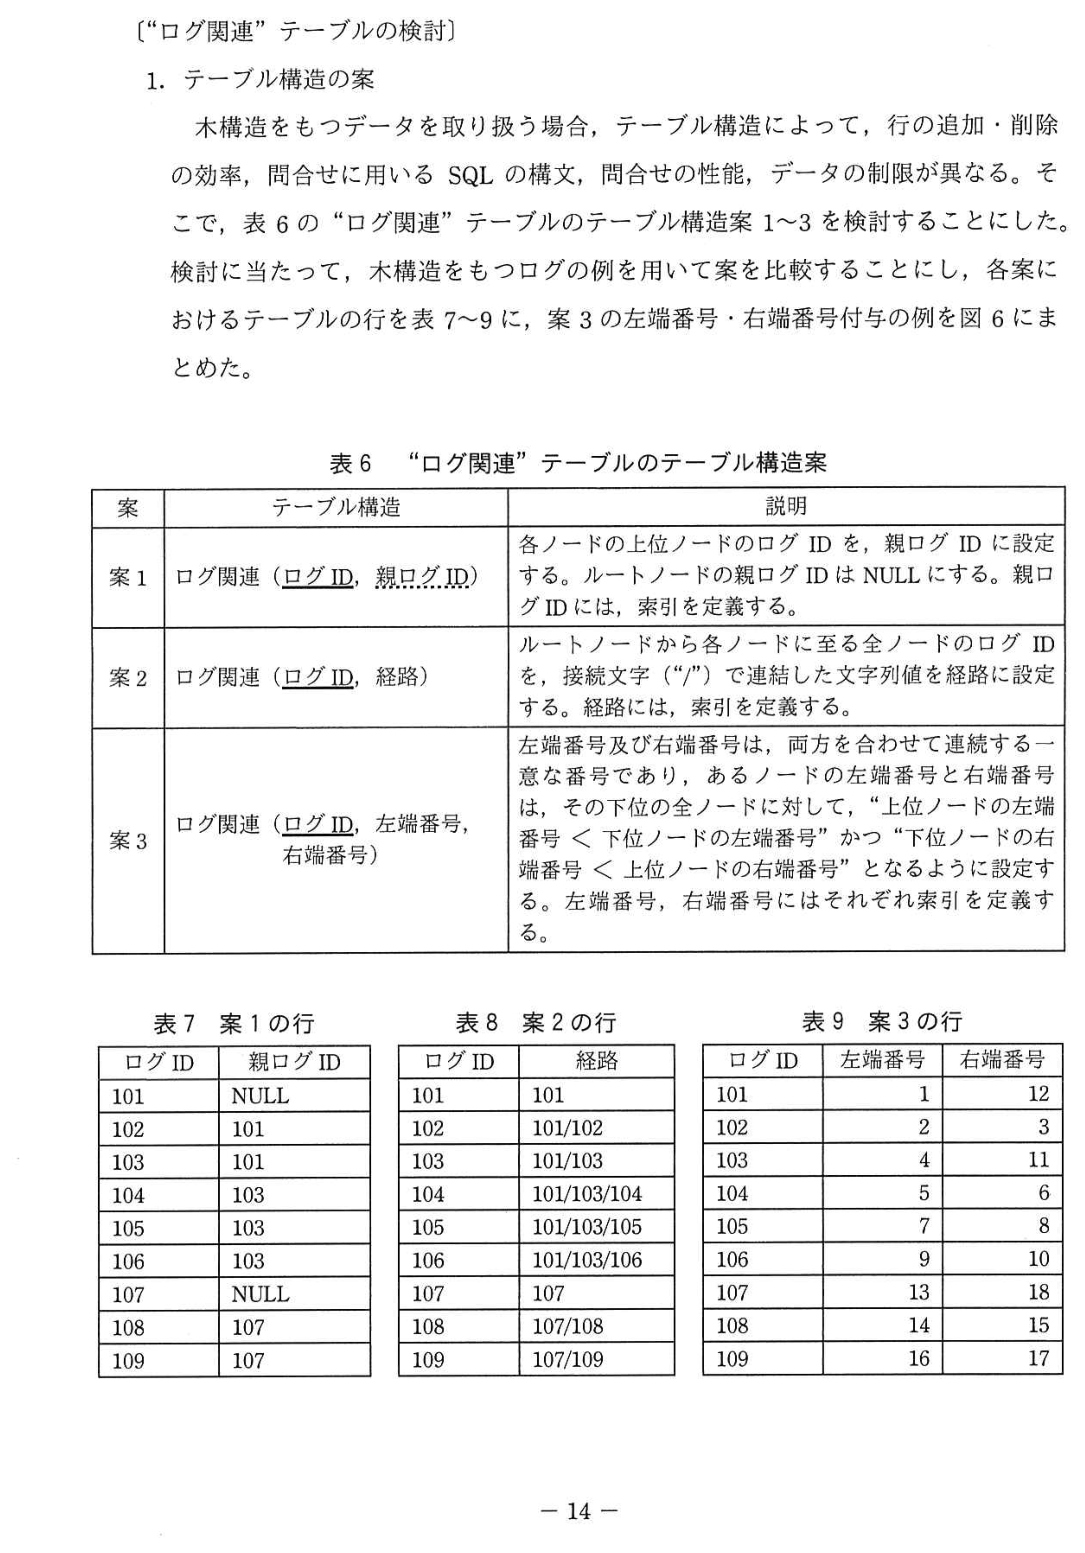 〔“ログ関連” テーブルの検討〕
1. テーブル構造の案
木構造をもつデータを取り扱う場合，テーブル構造によって，行の追加・削除
の効率，問合せに用いる SQL の構文，問合せの性能，データの制限が異なる。そ
こで，表 6 の “ログ関連” テーブルのテーブル構造案 1～3 を検討することにした。
検討に当たって，木構造をもつログの例を用いて案を比較することにし，各案に
おけるテーブルの行を表 7～9 に，案 3 の左端番号・右端番号付与の例を図 6 にま
とめた。
表 6 “ログ関連” テーブルのテーブル構造案
案 テーブル構造 説明
案 1 ログ関連（ログ ID，親ログ ID）
各ノードの上位ノードのログ ID を，親ログ ID に設定
する。ルートノードの親ログ ID は NULL にする。親ロ
グ ID には，索引を定義する。
案 2 ログ関連（ログ ID，経路）
ルートノードから各ノードに至る全ノードのログ ID
を，接続文字（“/”）で連結した文字列値を経路に設定
する。経路には，索引を定義する。
案 3 ログ関連（ログ ID，左端番号，
右端番号）
左端番号及び右端番号は，両方を合わせて連続する一
意な番号であり，あるノードの左端番号と右端番号
は，その下位の全ノードに対して，“上位ノードの左端
番号 ＜ 下位ノードの左端番号” かつ “下位ノードの右
端番号 ＜ 上位ノードの右端番号” となるように設定す
る。左端番号，右端番号にはそれぞれ索引を定義す
る。
表 7 案 1 の行
ログ ID 親ログ ID
101 NULL
102 101
103 101
104 103
105 103
106 103
107 NULL
108 107
109 107
表 8 案 2 の行
ログ ID 経路
101 101
102 101/102
103 101/103
104 101/103/104
105 101/103/105
106 101/103/106
107 107
108 107/108
109 107/109
表 9 案 3 の行
ログ ID 左端番号 右端番号
101 1 12
102 2 3
103 4 11
104 5 6
105 7 8
106 9 10
107 13 18
108 14 15
109 16 17
－ 14 －